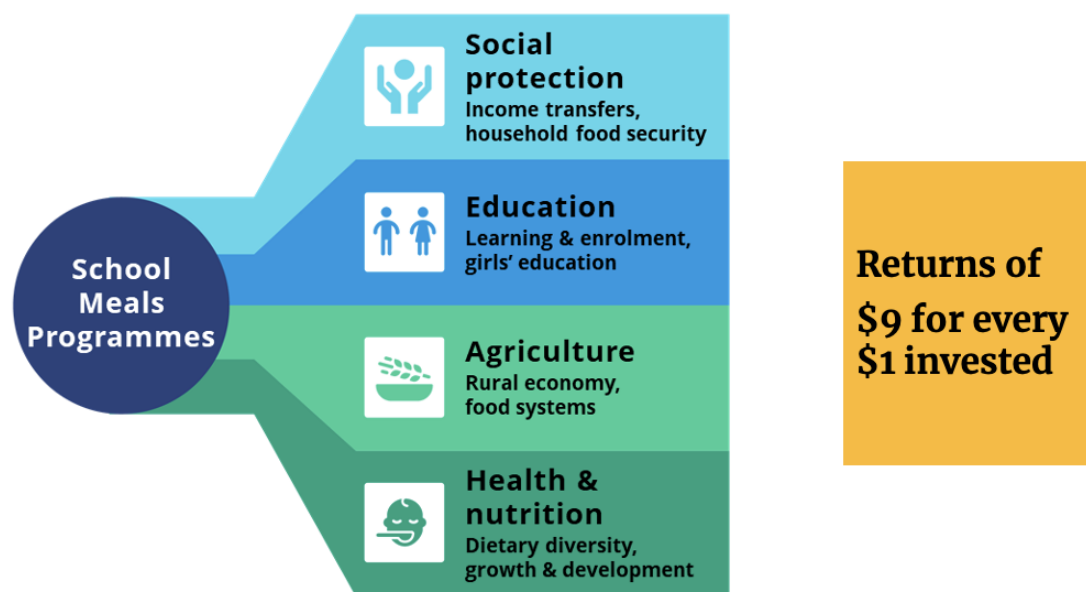 School
Meals
Programmes
Social
protection
Income transfers,
household food security
Education
Learning & enrolment,
girls’ education
Agriculture
Rural economy,
food systems
Health &
nutrition
Dietary diversity,
growth & development
Returns of
$9 for every
$1 invested